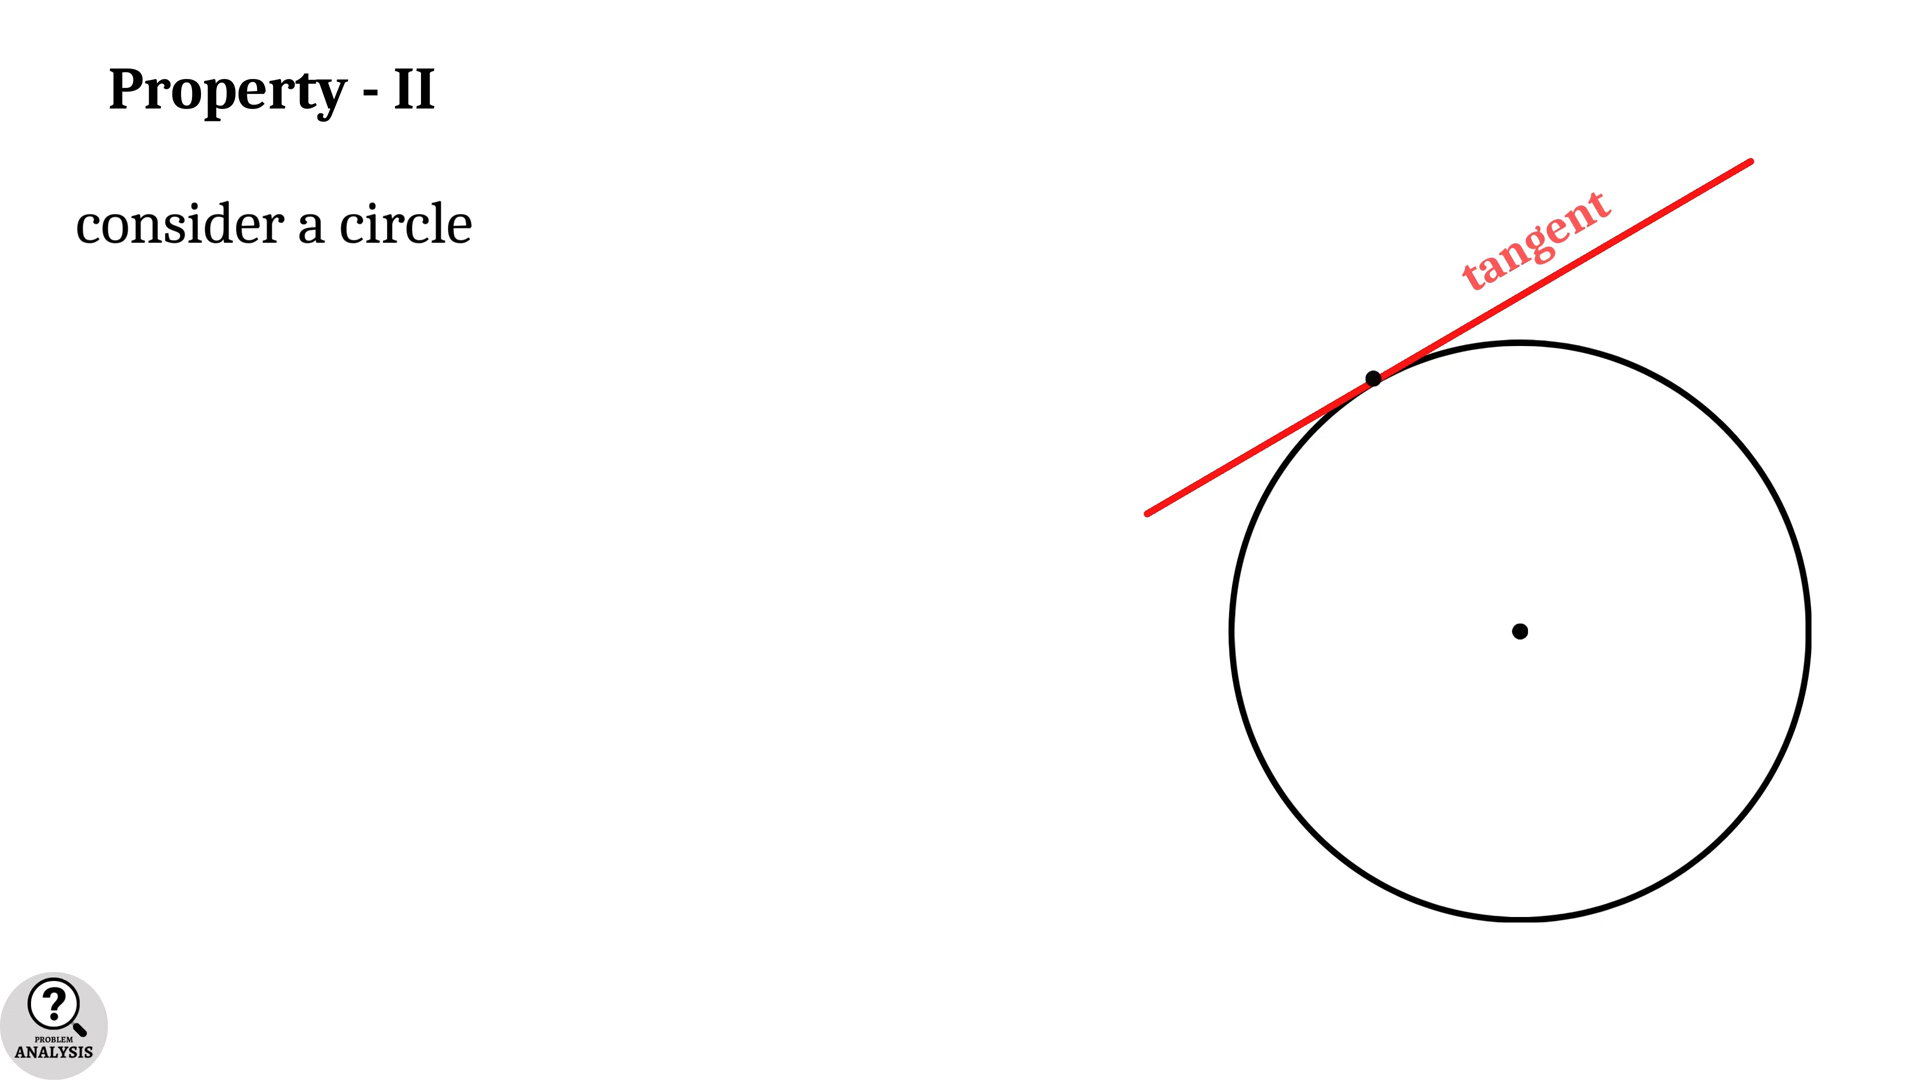 Property - II
consider a circle
tangent
?
PROBLEM
ANALYSIS